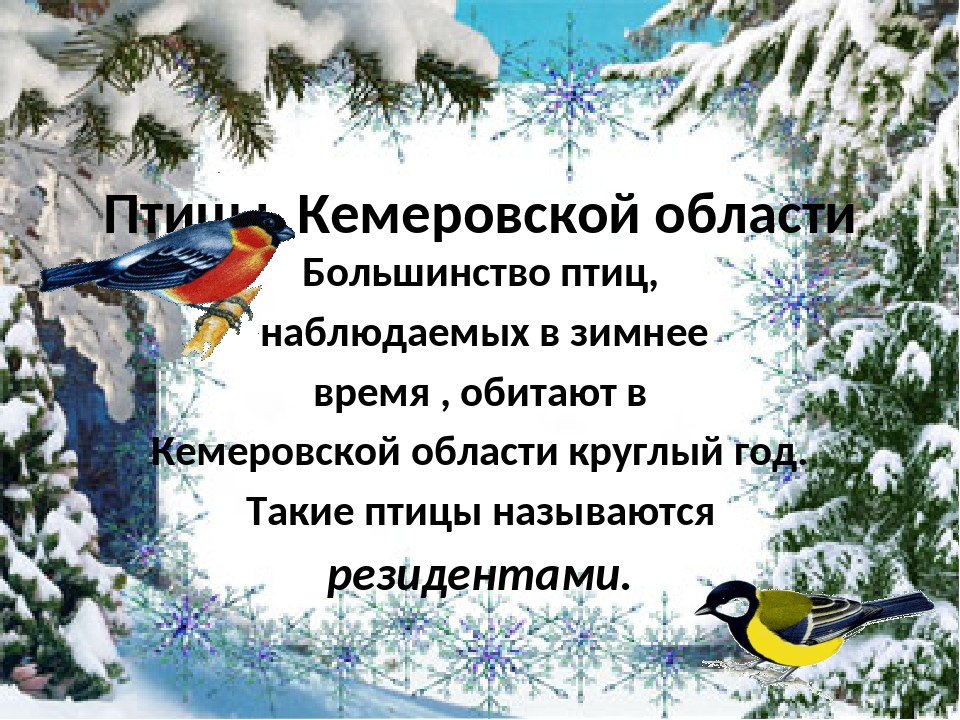 Птицы Кемеровской области
Большинство птиц,
наблюдаемых в зимнее
время , обитают в
Кемеровской области круглый год.
Такие птицы называются
резидентами.